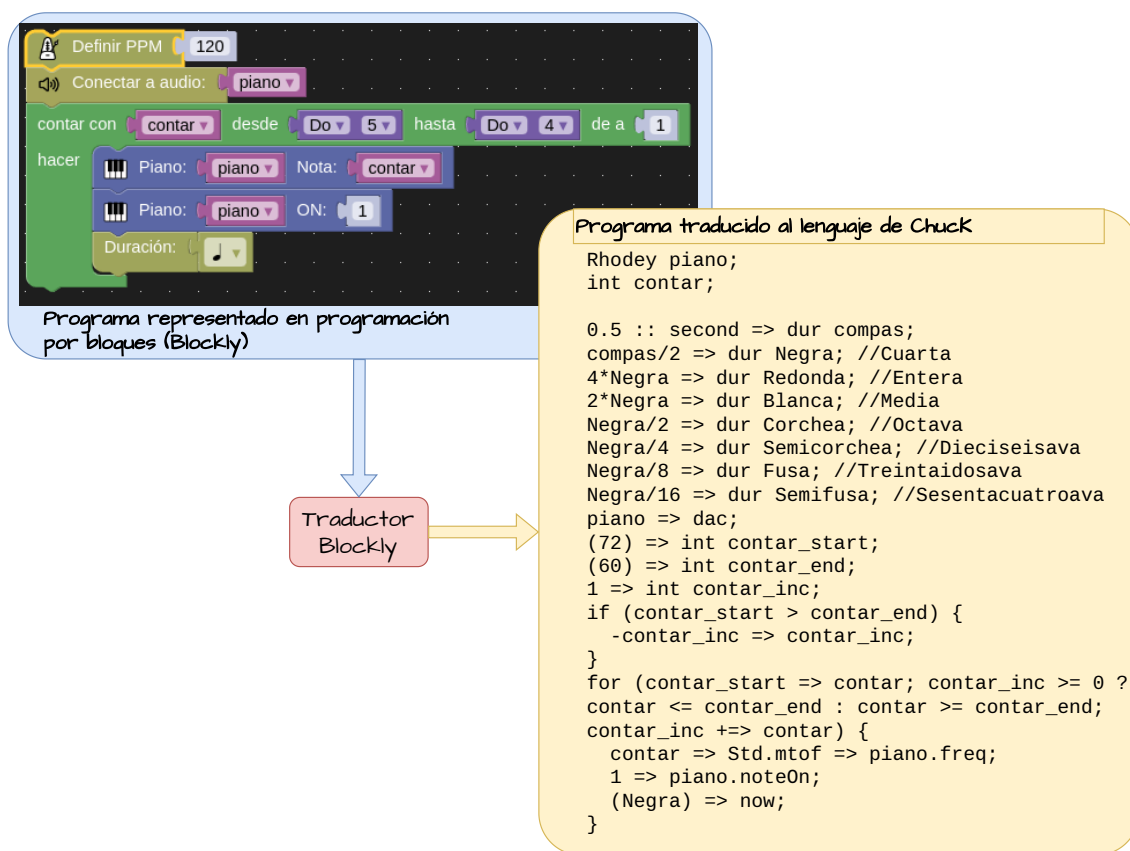 Definir PPM 120
Conectar a audio: piano
contar con contar desde Do 5 hasta Do 4 de a 1
hacer Piano: piano Nota: contar
Piano: piano ON: 1
Duración:
Programa representado en programación
por bloques (Blockly)
Traductor
Blockly
Programa traducido al lenguaje de ChucK
Rhodey piano;
int contar;
0.5 :: second => dur compas;
compas/2 => dur Negra; //Cuarta
4*Negra => dur Redonda; //Entera
2*Negra => dur Blanca; //Media
Negra/2 => dur Corchea; //Octava
Negra/4 => dur Semicorchea; //Dieciseisava
Negra/8 => dur Fusa; //Treintaidosava
Negra/16 => dur Semifusa; //Sesentacuatroava
piano => dac;
(72) => int contar_start;
(60) => int contar_end;
1 => int contar_inc;
if (contar_start > contar_end) {
  -contar_inc => contar_inc;
}
for (contar_start => contar; contar_inc >= 0 ?
contar <= contar_end : contar >= contar_end;
contar_inc +=> contar) {
  contar => Std.mtof => piano.freq;
  1 => piano.noteOn;
  (Negra) => now;
}